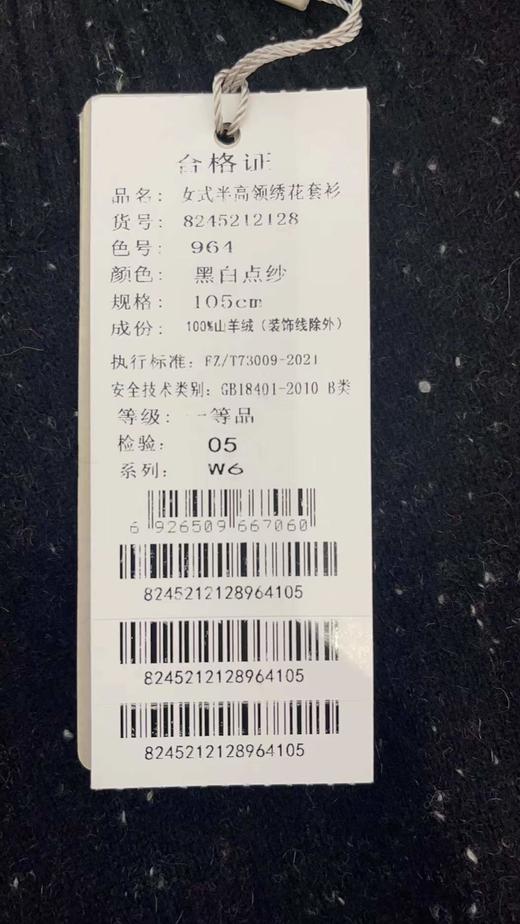 合格证
品名: 女式半高领绣花套衫
货号: 8245212128
色号: 964
颜色: 黑白点纱
规格: 105cm
成份: 100%山羊绒（装饰线除外）
执行标准: FZ/T73009-2021
安全技术类别: GB18401-2010 B类
等级: 一等品
检验: 05
系列: W6
6 926509 667060
8245212128964105
8245212128964105
8245212128964105